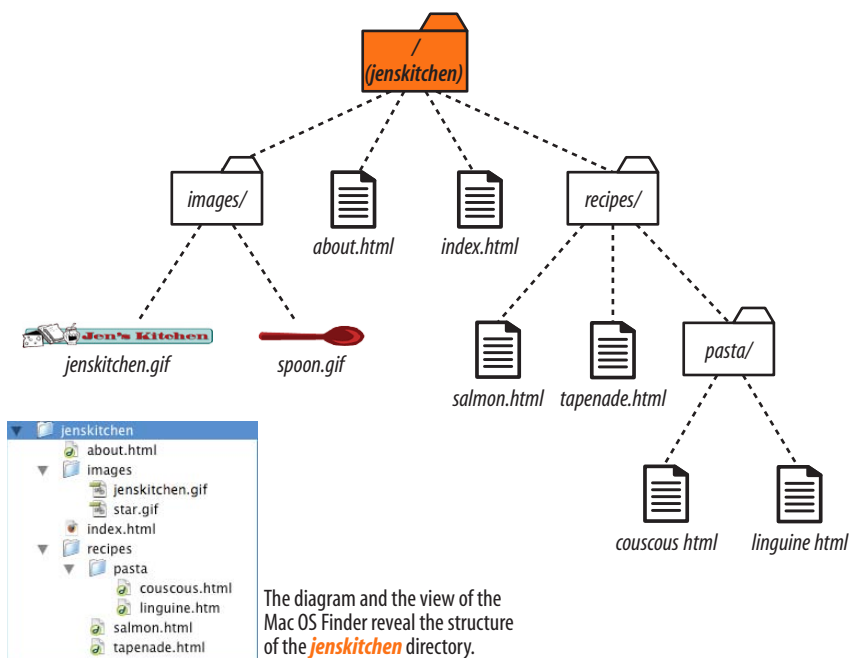 /
(jenskitchen)
images/
about.html
index.html
recipes/
Jen's Kitchen
jenskitchen.gif
spoon.gif
salmon.html
tapenade.html
pasta/
couscous html
linguine html
jenskitchen
about.html
images
jenskitchen.gif
star.gif
index.html
recipes
pasta
couscous.html
linguine.htm
salmon.html
tapenade.html
The diagram and the view of the
Mac OS Finder reveal the structure
of the jenskitchen directory.